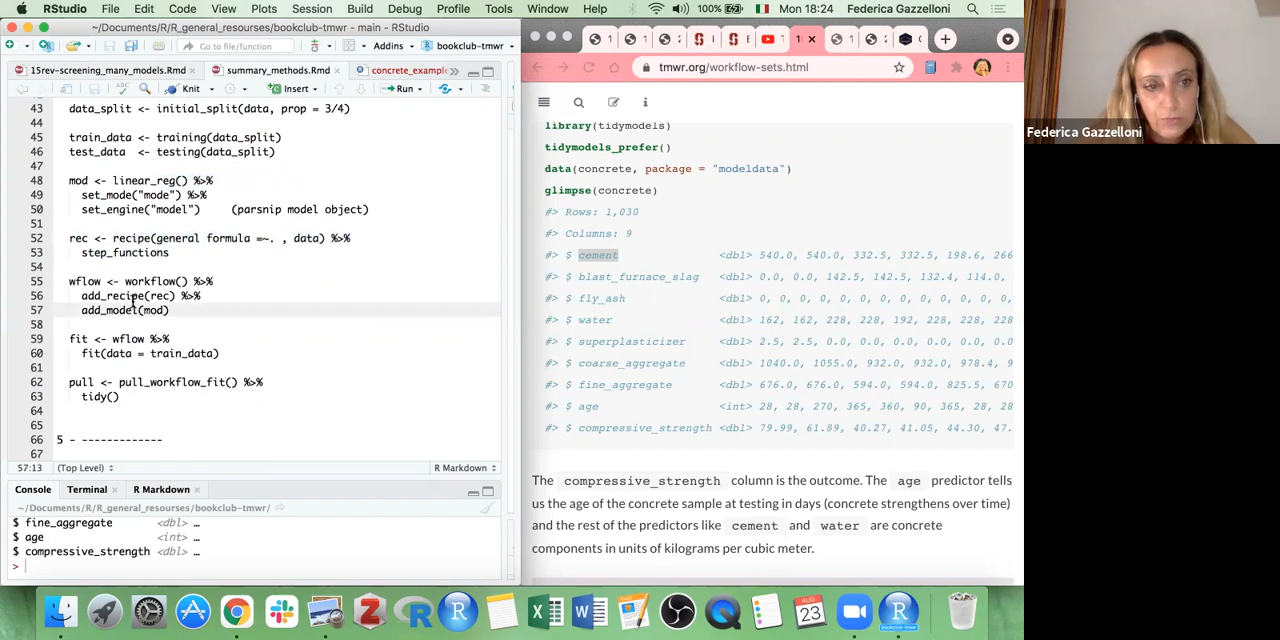 RStudio File Edit Code View Plots Session Build Debug Profile Tools Window Help 100% Mon 18:24 Federica Gazzelloni
~/Documents/R/R_general_resourses/bookclub-tmwr - main - RStudio
Go to file/function Addins bookclub-tmwr
15rev-screening_many_models.Rmd summary_methods.Rmd concrete_example
Knit Insert Run
43 data_split <- initial_split(data, prop = 3/4)
44
45 train_data <- training(data_split)
46 test_data <- testing(data_split)
47
48 mod <- linear_reg() %>%
49 set_mode("mode") %>%
50 set_engine("model") (parsnip model object)
51
52 rec <- recipe(general formula =~. , data) %>%
53 step_functions
54
55 wflow <- workflow() %>%
56 add_recipe(rec) %>%
57 add_model(mod)
58
59 fit <- wflow %>%
60 fit(data = train_data)
61
62 pull <- pull_workflow_fit() %>%
63 tidy()
64
65
66 5 - -------------
67
57:13 (Top Level) R Markdown
Console Terminal R Markdown
~/Documents/R/R_general_resourses/bookclub-tmwr/
$ fine_aggregate <dbl> …
$ age <int> …
$ compressive_strength <dbl> …
>
tmwr.org/workflow-sets.html
library(tidymodels)
tidymodels_prefer()
data(concrete, package = "modeldata")
glimpse(concrete)
#> Rows: 1,030
#> Columns: 9
#> $ cement <dbl> 540.0, 540.0, 332.5, 332.5, 198.6, 266
#> $ blast_furnace_slag <dbl> 0.0, 0.0, 142.5, 142.5, 132.4, 114.0,
#> $ fly_ash <dbl> 0, 0, 0, 0, 0, 0, 0, 0, 0, 0, 0, 0, 0,
#> $ water <dbl> 162, 162, 228, 228, 192, 228, 228, 228
#> $ superplasticizer <dbl> 2.5, 2.5, 0.0, 0.0, 0.0, 0.0, 0.0, 0.0
#> $ coarse_aggregate <dbl> 1040.0, 1055.0, 932.0, 932.0, 978.4, 9
#> $ fine_aggregate <dbl> 676.0, 676.0, 594.0, 594.0, 825.5, 670
#> $ age <int> 28, 28, 270, 365, 360, 90, 365, 28, 28
#> $ compressive_strength <dbl> 79.99, 61.89, 40.27, 41.05, 44.30, 47.
The compressive_strength column is the outcome. The age predictor tells
us the age of the concrete sample at testing in days (concrete strengthens over time)
and the rest of the predictors like cement and water are concrete
components in units of kilograms per cubic meter.
Federica Gazzelloni
AUG
23
bookclub-tmwr